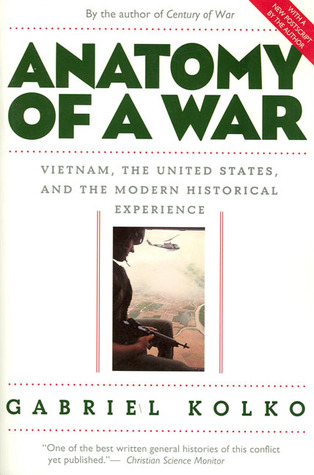 By the author of Century of War
WITH A
NEW POSTSCRIPT
BY THE AUTHOR
ANATOMY
OF A WAR
VIETNAM, THE UNITED STATES,
AND THE MODERN HISTORICAL
EXPERIENCE
GABRIEL KOLKO
"One of the best written general histories of this conflict
yet published."— Christian Science Monitor